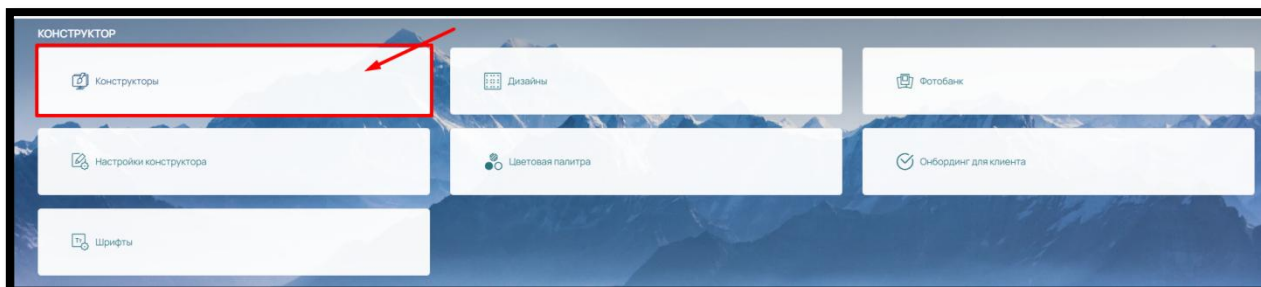 КОНСТРУКТОР
Конструкторы
Дизайны
Фотобанк
Настройки конструктора
Цветовая палитра
Онбординг для клиента
Шрифты